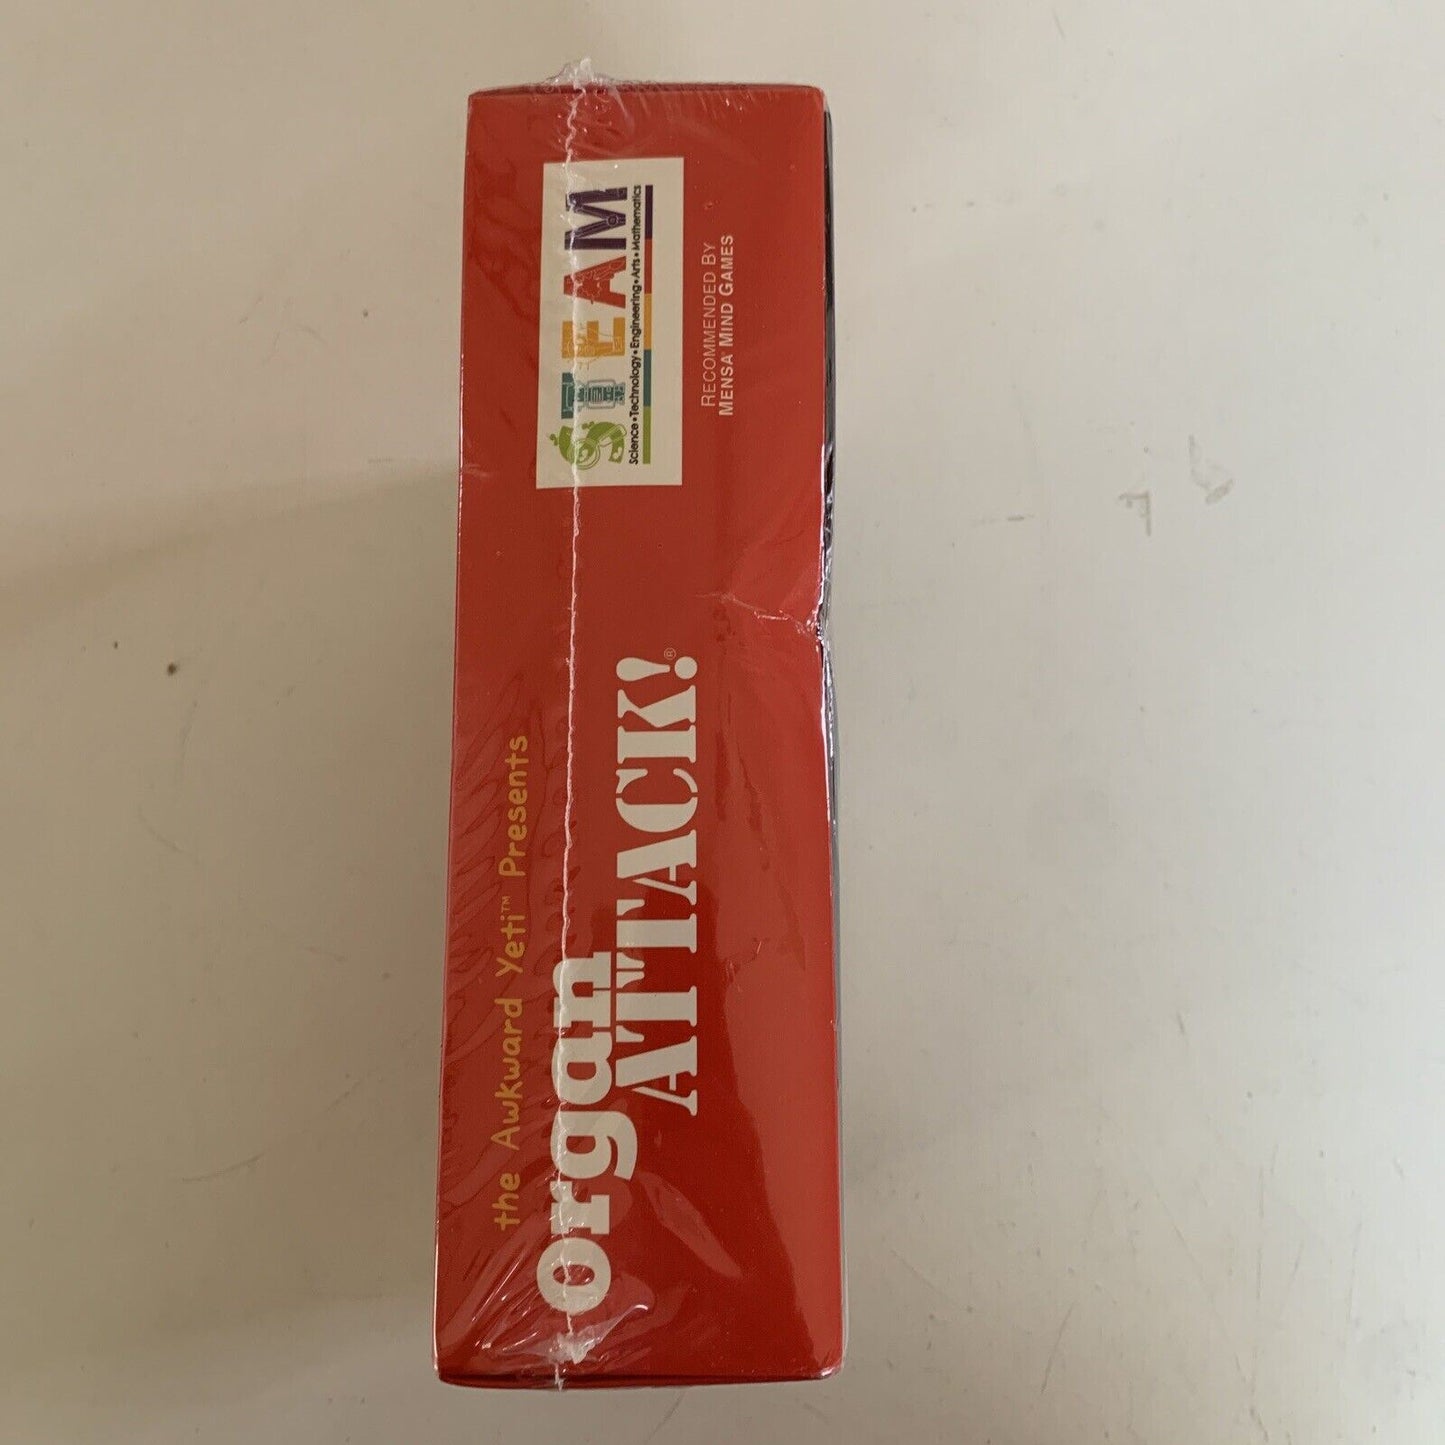 the Awkward Yeti™ Presents
organ
ATTACK!®
STEAM
Science•Technology•Engineering•Arts•Mathematics
RECOMMENDED BY
MENSA® MIND GAMES